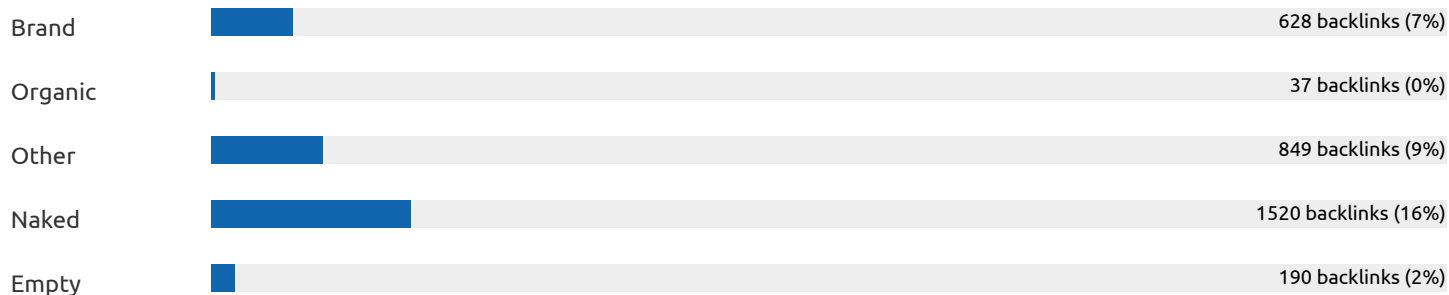 Brand 628 backlinks (7%)
Organic 37 backlinks (0%)
Other 849 backlinks (9%)
Naked 1520 backlinks (16%)
Empty 190 backlinks (2%)